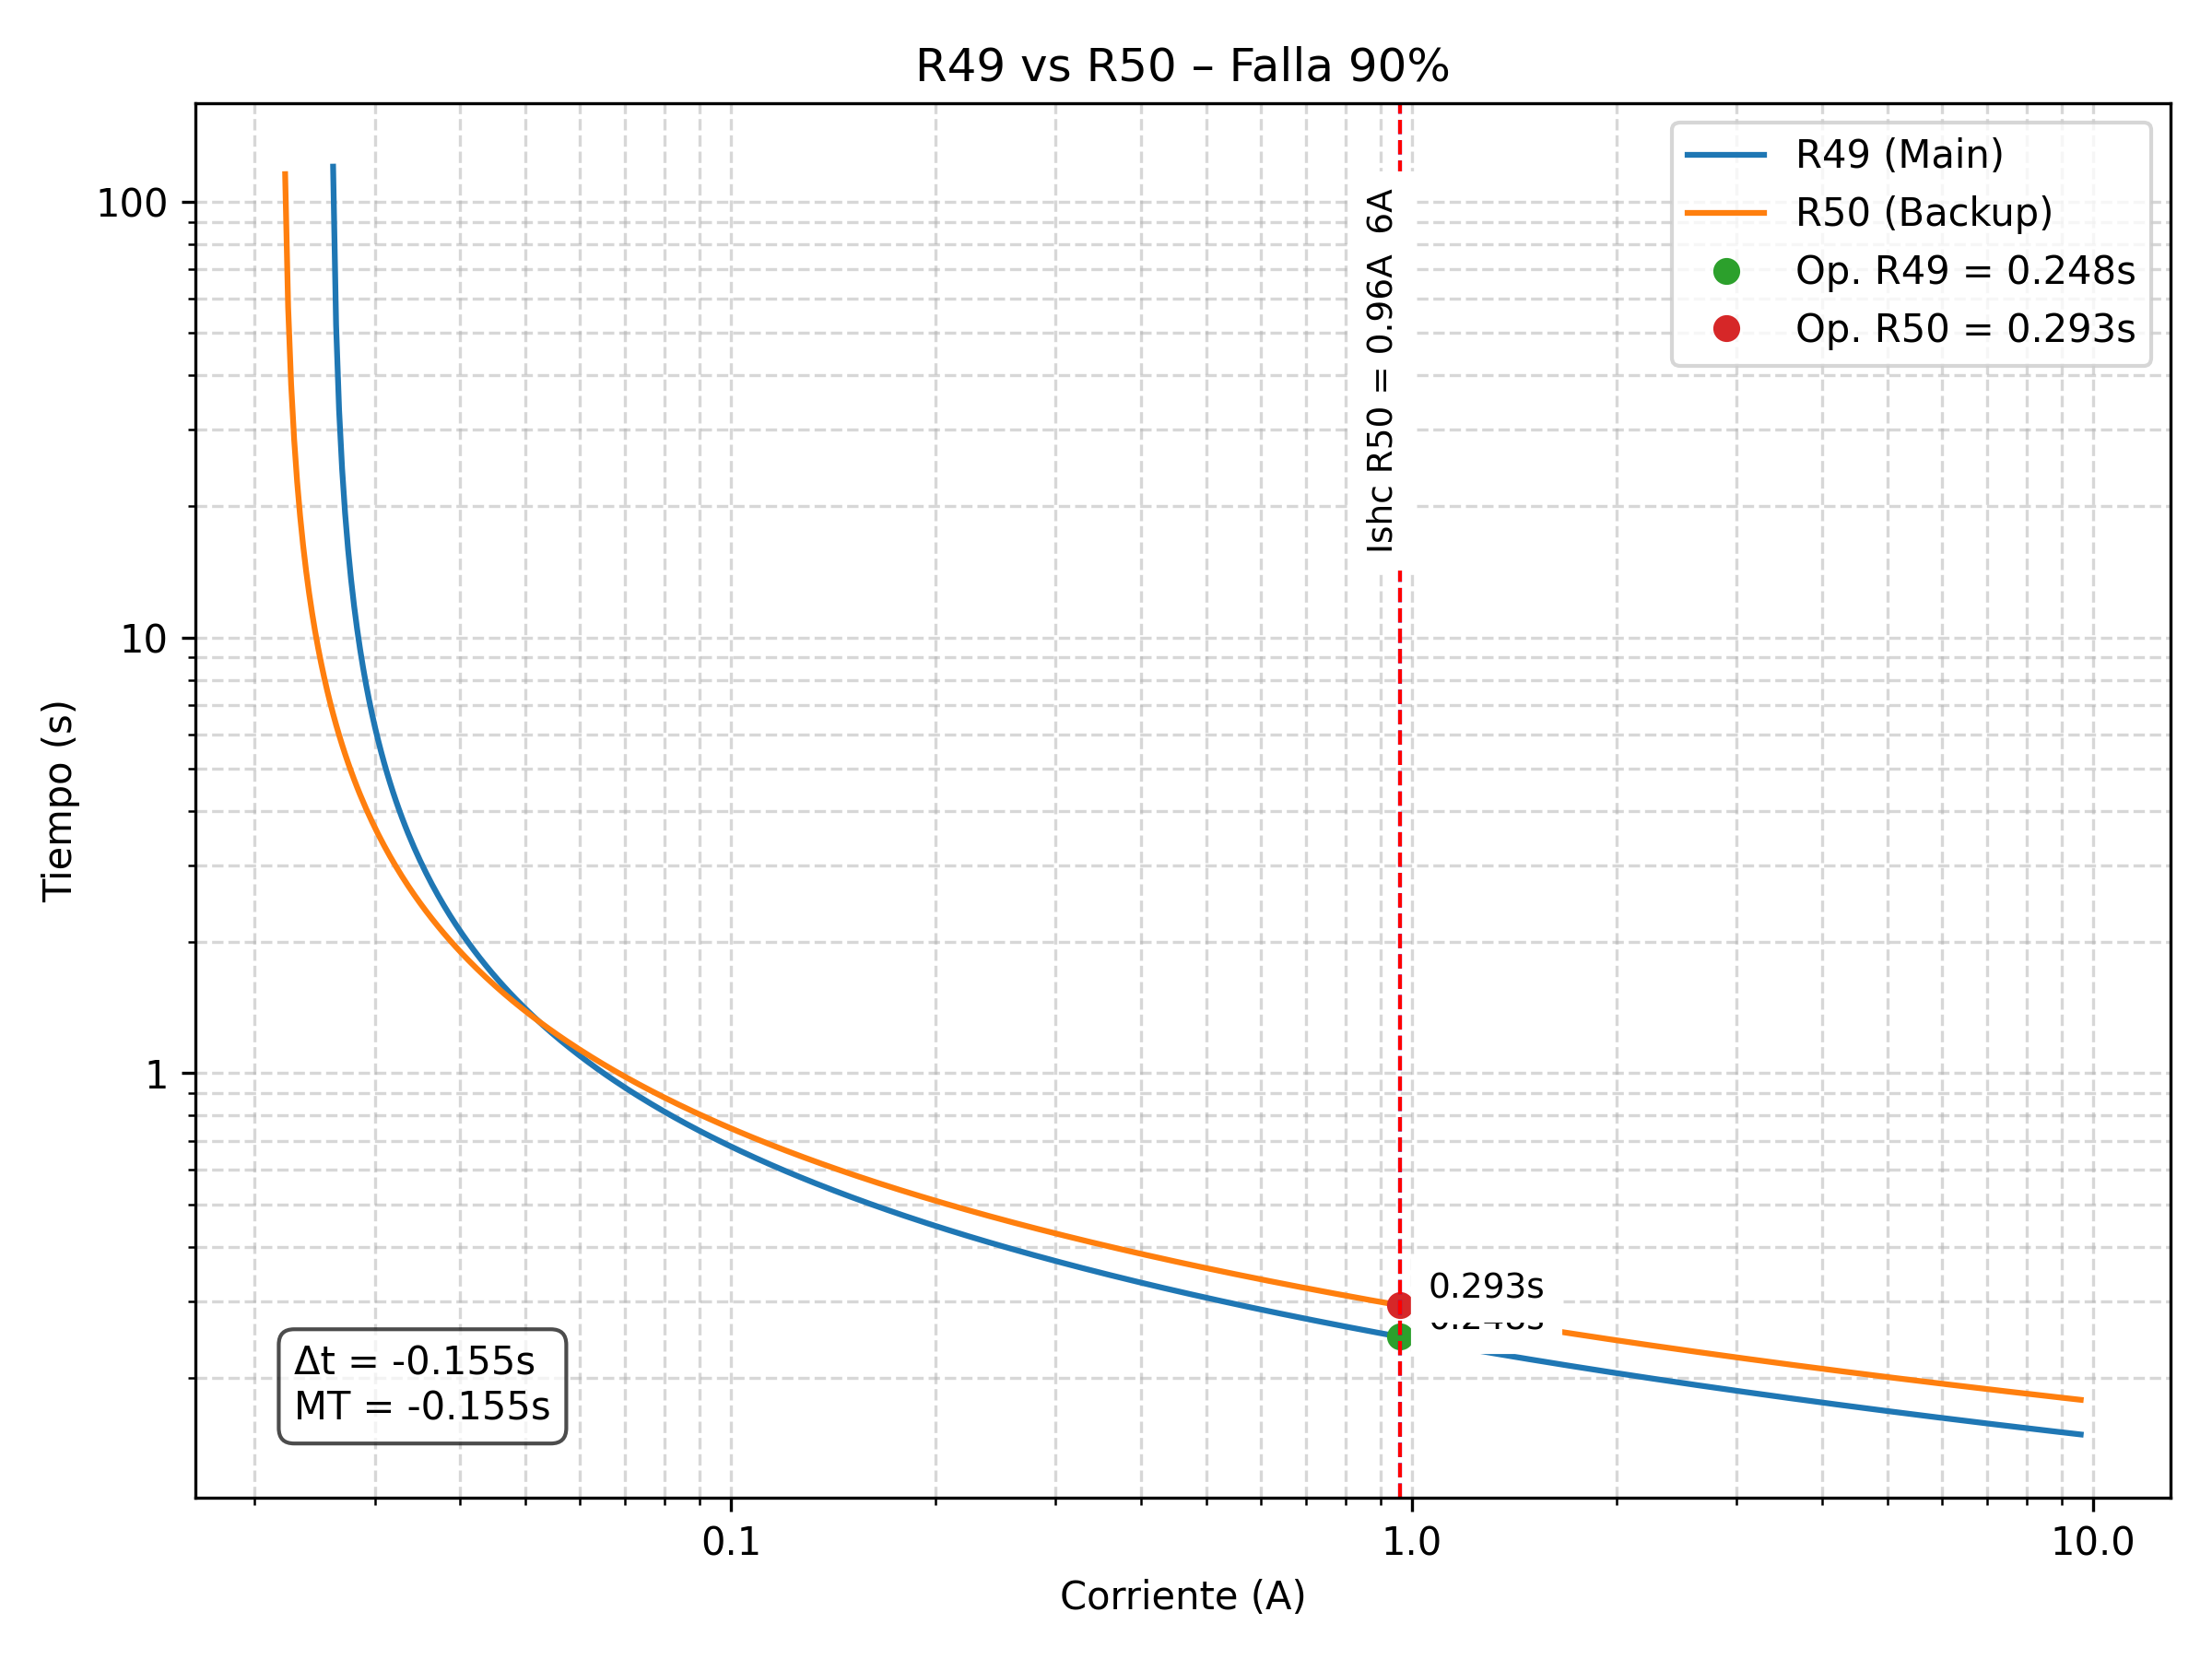 R49 vs R50 – Falla 90%
R49 (Main)
R50 (Backup)
Op. R49 = 0.248s
Op. R50 = 0.293s
Ishc R50 = 0.96A 6A
100
10
1
Tiempo (s)
0.293s
0.248s
Δt = -0.155s
MT = -0.155s
0.1
1.0
10.0
Corriente (A)